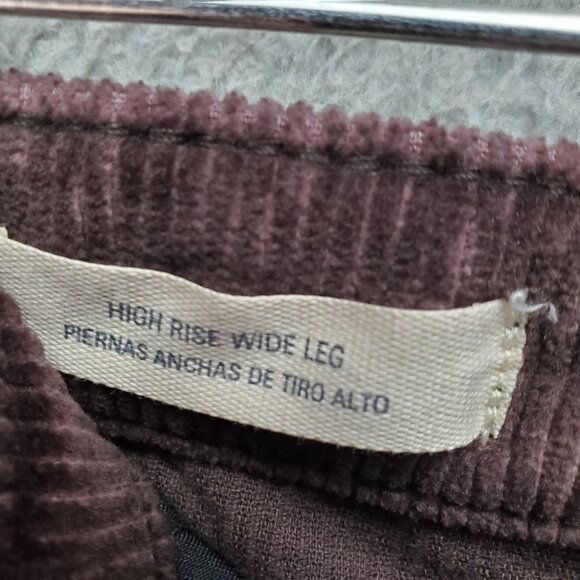 HIGH RISE WIDE LEG
PIERNAS ANCHAS DE TIRO ALTO